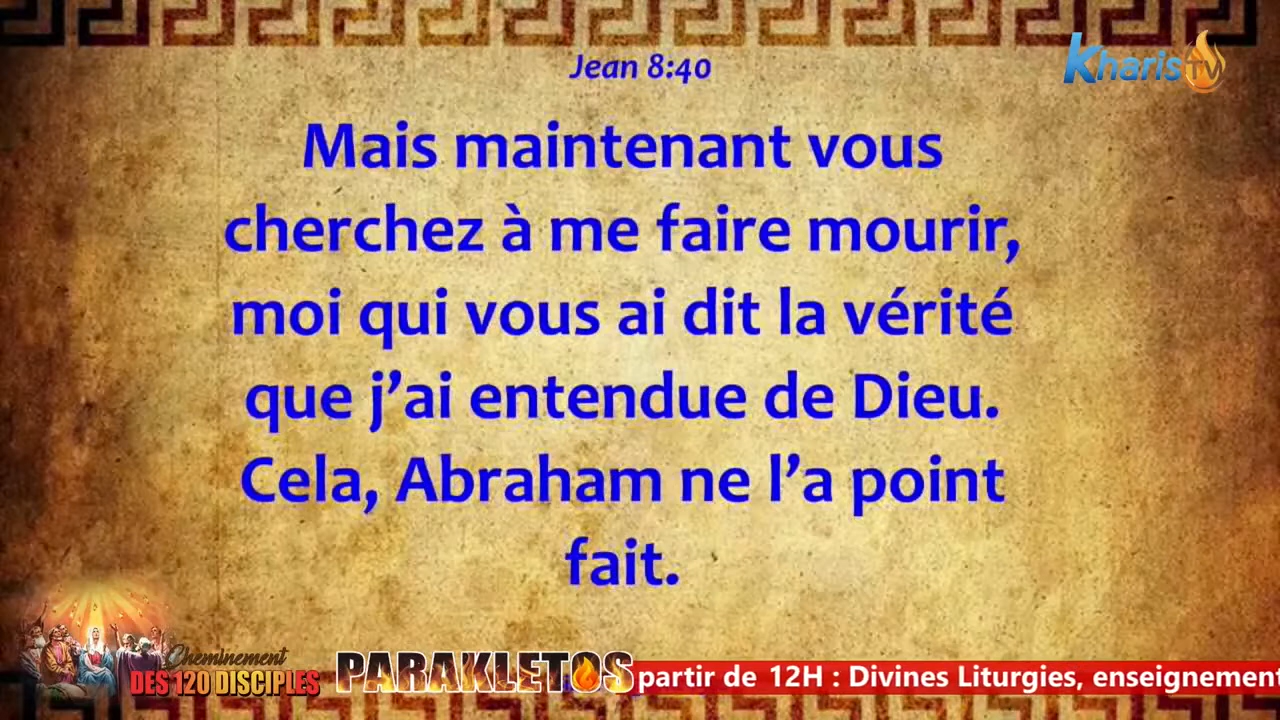 Jean 8:40
Kharis TV
Mais maintenant vous
cherchez à me faire mourir,
moi qui vous ai dit la vérité
que j’ai entendue de Dieu.
Cela, Abraham ne l’a point
fait.
Cheminement
DES 120 DISCIPLES
PARAKLETOS
partir de 12H : Divines Liturgies, enseignement